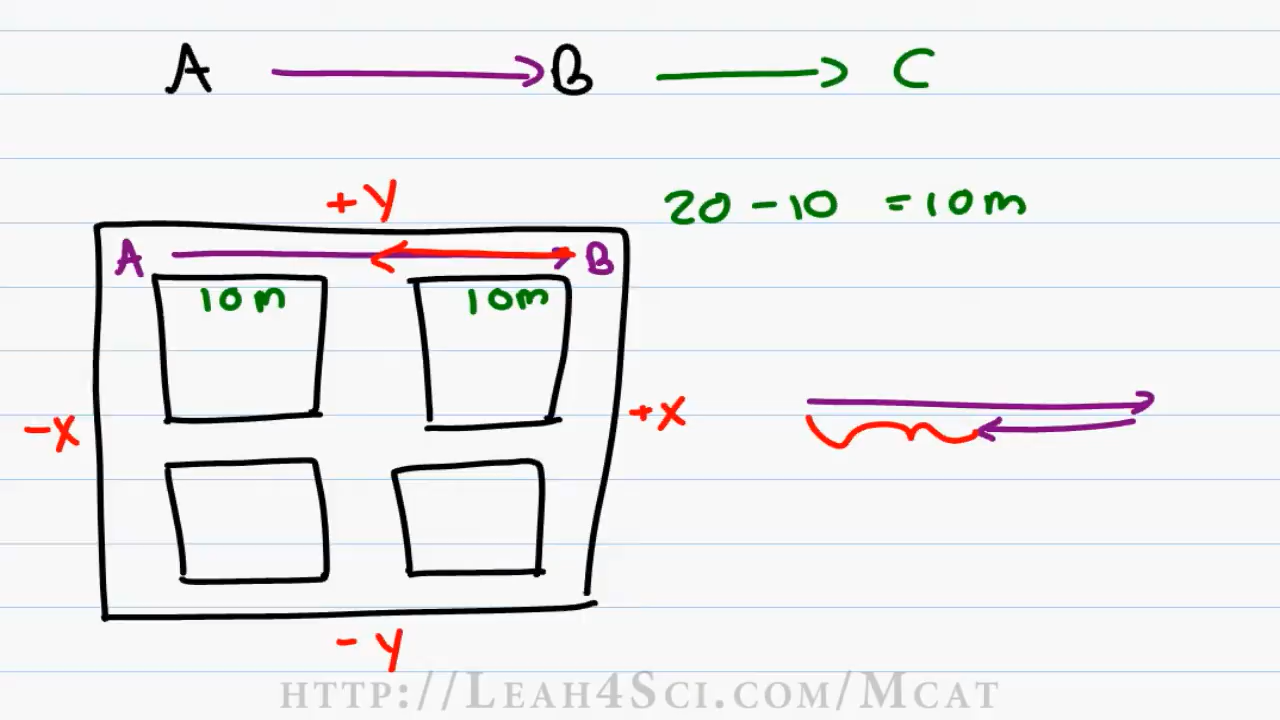 A B C
+Y
20 - 10 = 10m
A B
10m 10m
-X +X
-Y
HTTP://LEAH4SCI.COM/MCAT